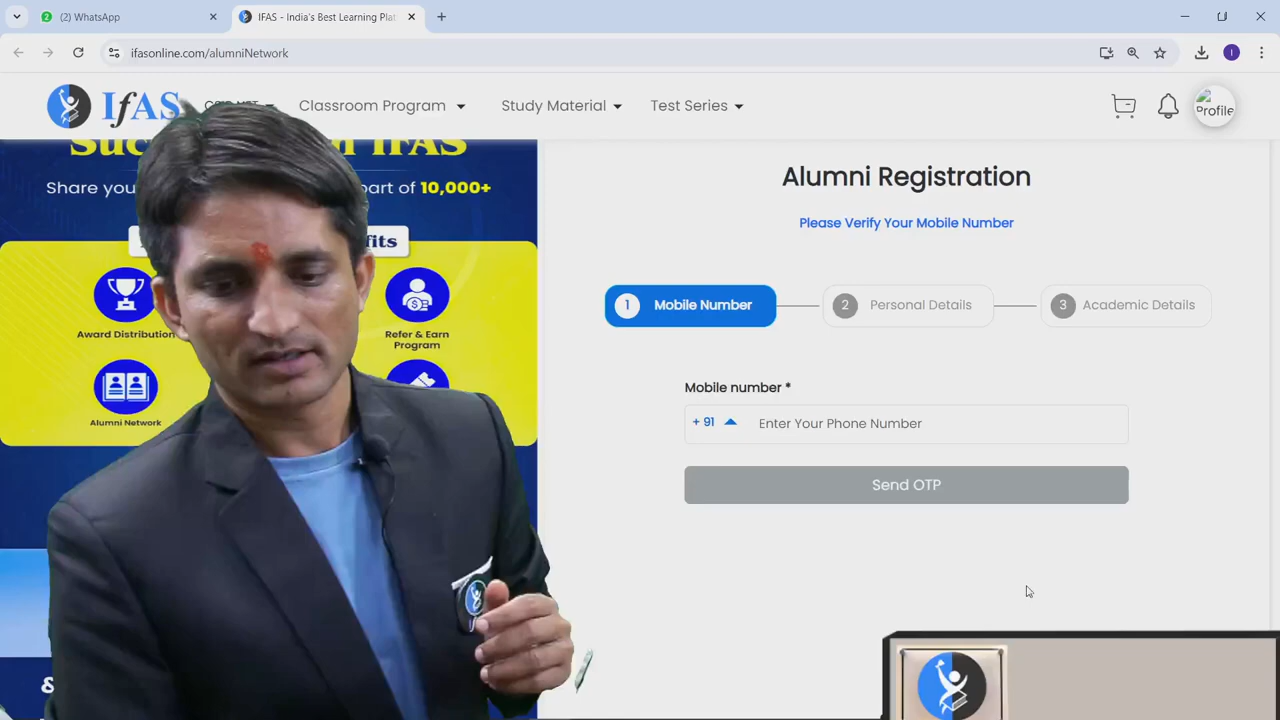 (2) WhatsApp
IFAS - India's Best Learning Plat
ifasonline.com/alumniNetwork
IfAS
Classroom Program
Study Material
Test Series
Profile
IFAS
Share you
part of 10,000+
fits
Award Distribution
Refer & Earn
Program
Alumni Network
&
Alumni Registration
Please Verify Your Mobile Number
1 Mobile Number
2 Personal Details
3 Academic Details
Mobile number *
+ 91
Enter Your Phone Number
Send OTP